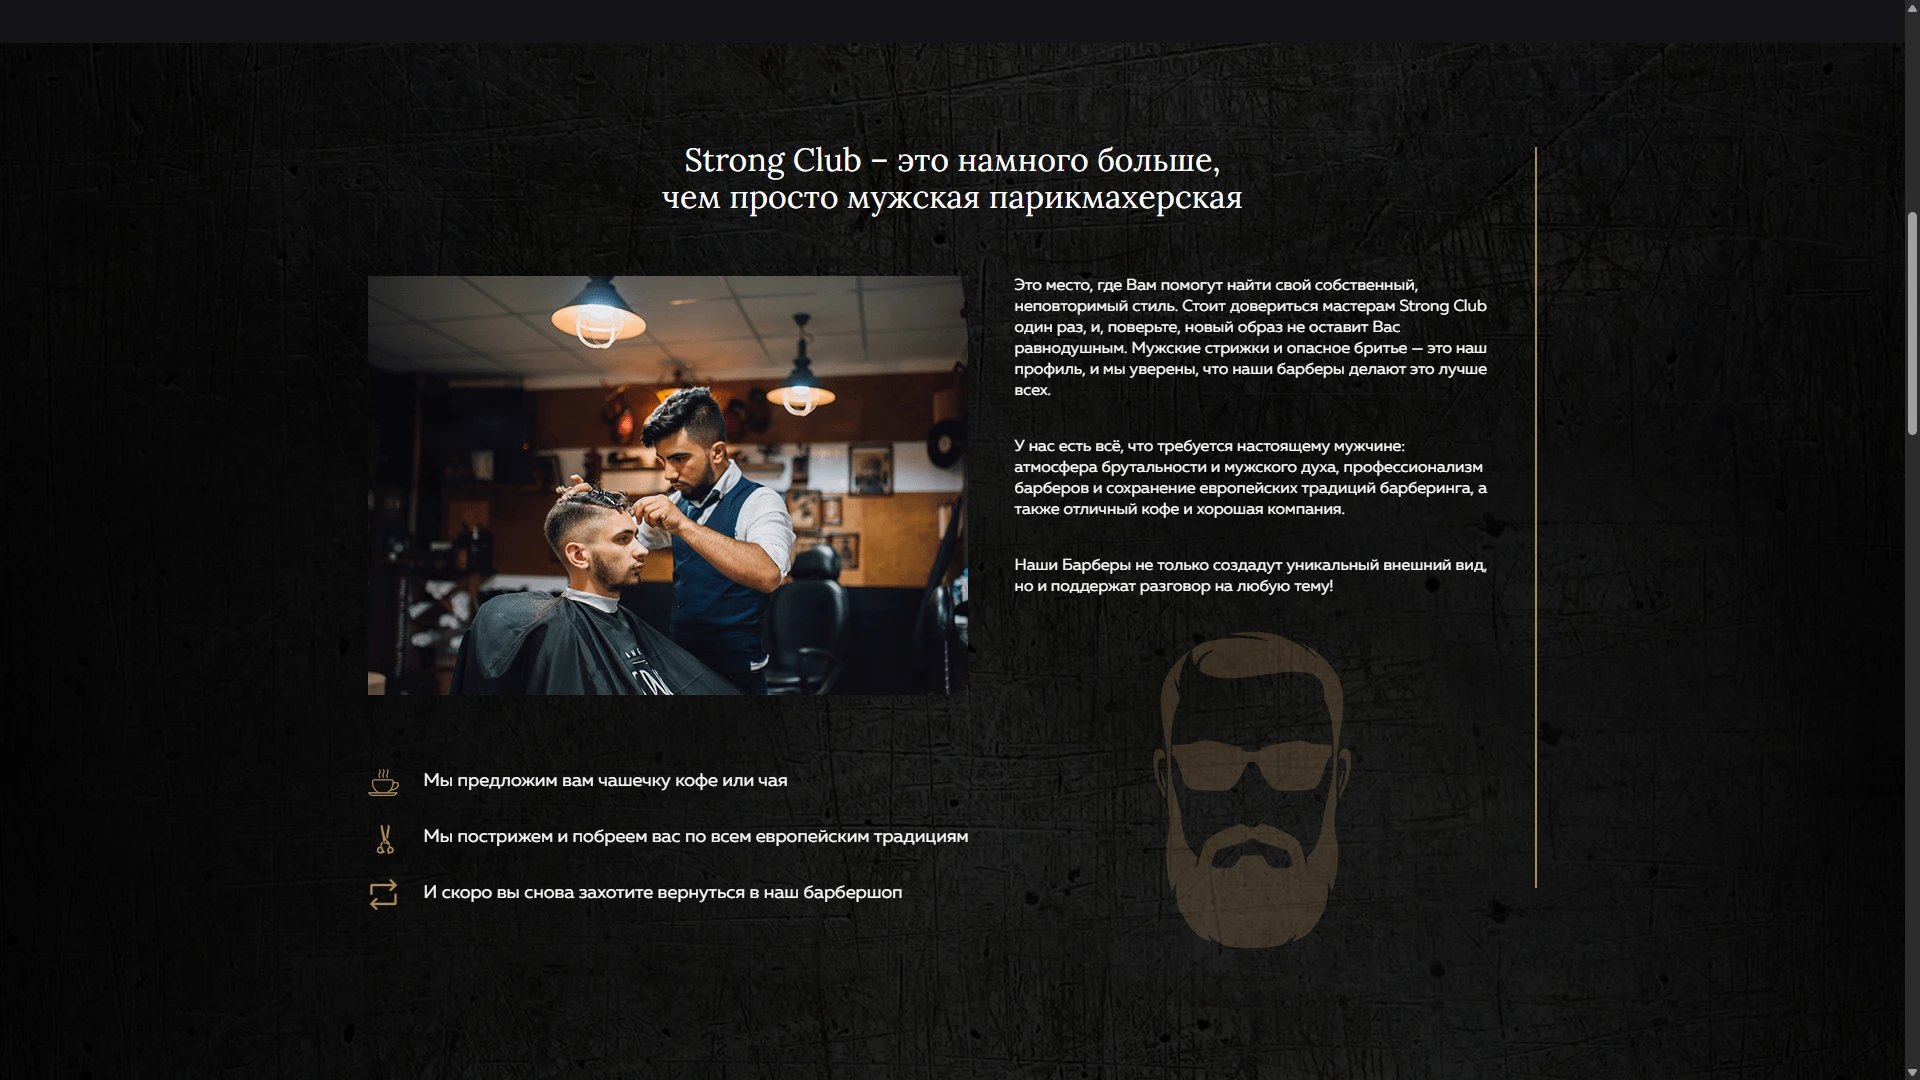 Strong Club – это намного больше,
чем просто мужская парикмахерская
Это место, где Вам помогут найти свой собственный,
неповторимый стиль. Стоит довериться мастерам Strong Club
один раз, и, поверьте, новый образ не оставит Вас
равнодушным. Мужские стрижки и опасное бритье — это наш
профиль, и мы уверены, что наши барберы делают это лучше
всех.
У нас есть всё, что требуется настоящему мужчине:
атмосфера брутальности и мужского духа, профессионализм
барберов и сохранение европейских традиций барберинга, а
также отличный кофе и хорошая компания.
Наши Барберы не только создадут уникальный внешний вид,
но и поддержат разговор на любую тему!
Мы предложим вам чашечку кофе или чая
Мы пострижем и побреем вас по всем европейским традициям
И скоро вы снова захотите вернуться в наш барбершоп